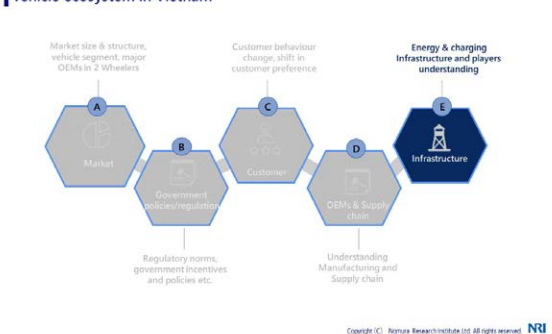 vehicle ecosystem in Vietnam
Market size & structure,
vehicle segment, major
OEMs in 2 Wheelers
Customer behaviour
change, shift in
customer preference
Energy & charging
Infrastructure and players
understanding
A
C
E
B
D
Market
Customer
Infrastructure
Government
policies/regulation
OEMs & Supply
chain
Regulatory norms,
government incentives
and policies etc.
Understanding
Manufacturing and
Supply chain
Copyright (C) Nomura Research Institute Ltd. All rights reserved.
NRI